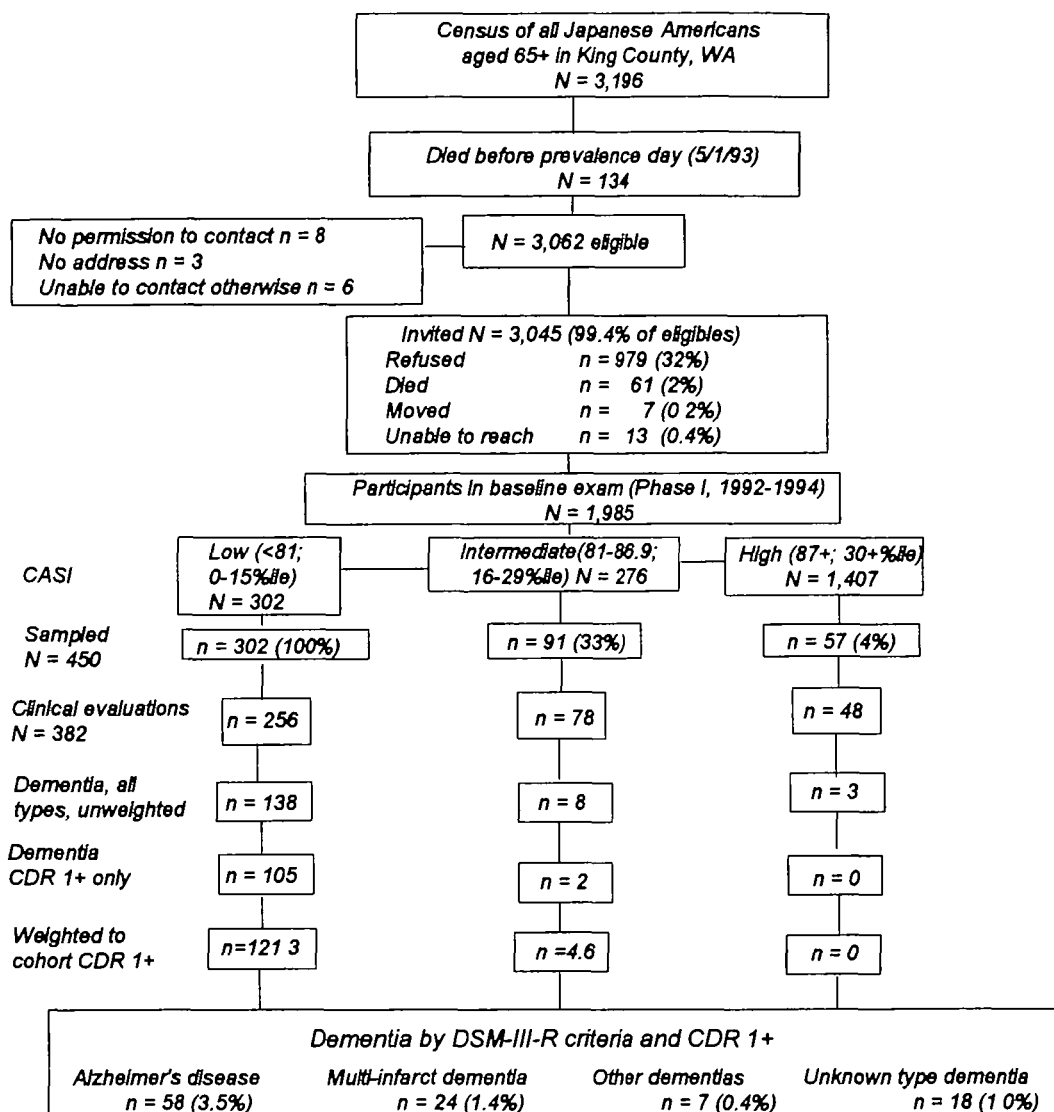 Census of all Japanese Americans
aged 65+ in King County, WA
N = 3,196
Died before prevalence day (5/1/93)
N = 134
No permission to contact n = 8
No address n = 3
Unable to contact otherwise n = 6
N = 3,062 eligible
Invited N = 3,045 (99.4% of eligibles)
Refused n = 979 (32%)
Died n = 61 (2%)
Moved n = 7 (0 2%)
Unable to reach n = 13 (0.4%)
Participants in baseline exam (Phase I, 1992-1994)
N = 1,985
CASI
Low (<81;
0-15%ile)
N = 302
Intermediate(81-86.9;
16-29%ile) N = 276
High (87+; 30+%ile)
N = 1,407
Sampled
N = 450
n = 302 (100%)
n = 91 (33%)
n = 57 (4%)
Clinical evaluations
N = 382
n = 256
n = 78
n = 48
Dementia, all
types, unweighted
n = 138
n = 8
n = 3
Dementia
CDR 1+ only
n = 105
n = 2
n = 0
Weighted to
cohort CDR 1+
n=121 3
n =4.6
n = 0
Dementia by DSM-III-R criteria and CDR 1+
Alzheimer's disease
n = 58 (3.5%)
Multi-infarct dementia
n = 24 (1.4%)
Other dementias
n = 7 (0.4%)
Unknown type dementia
n = 18 (1 0%)